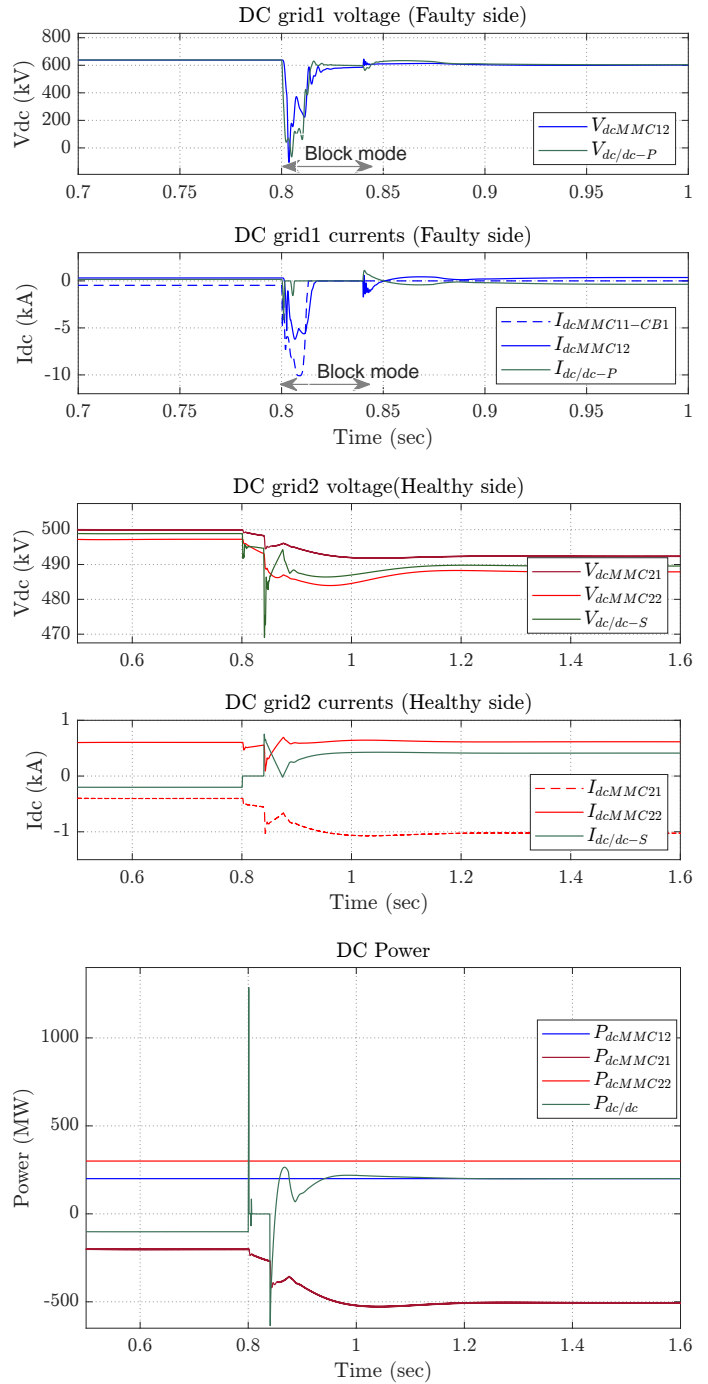 DC grid1 voltage (Faulty side)
Vdc (kV)
800
600
400
200
0
V_dcMMC12
V_dc/dc−P
Block mode
0.7 0.75 0.8 0.85 0.9 0.95 1
DC grid1 currents (Faulty side)
Idc (kA)
0
-5
-10
I_dcMMC11−CB1
I_dcMMC12
I_dc/dc−P
Block mode
0.7 0.75 0.8 0.85 0.9 0.95 1
Time (sec)
DC grid2 voltage(Healthy side)
Vdc (kV)
500
490
480
470
V_dcMMC21
V_dcMMC22
V_dc/dc−S
0.6 0.8 1 1.2 1.4 1.6
DC grid2 currents (Healthy side)
Idc (kA)
1
0
-1
I_dcMMC21
I_dcMMC22
I_dc/dc−S
0.6 0.8 1 1.2 1.4 1.6
Time (sec)
DC Power
Power (MW)
1000
500
0
-500
P_dcMMC12
P_dcMMC21
P_dcMMC22
P_dc/dc
0.6 0.8 1 1.2 1.4 1.6
Time (sec)